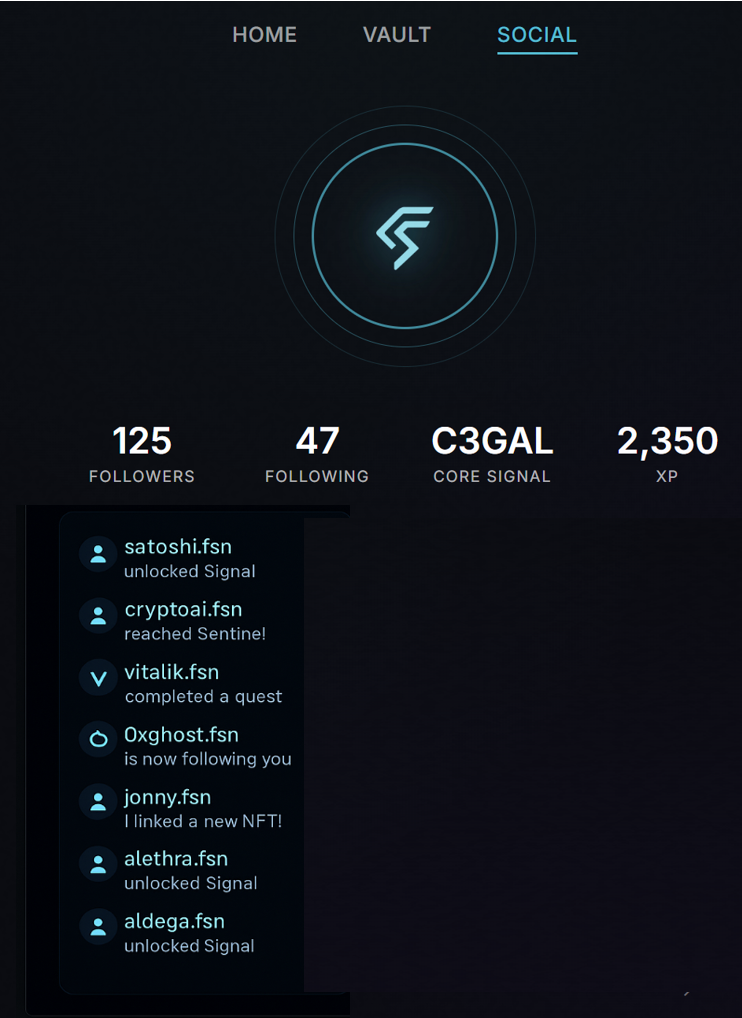 HOME VAULT SOCIAL
125 47 C3GAL 2,350
FOLLOWERS FOLLOWING CORE SIGNAL XP
satoshi.fsn
unlocked Signal
cryptoai.fsn
reached Sentine!
vitalik.fsn
completed a quest
0xghost.fsn
is now following you
jonny.fsn
I linked a new NFT!
alethra.fsn
unlocked Signal
aldega.fsn
unlocked Signal